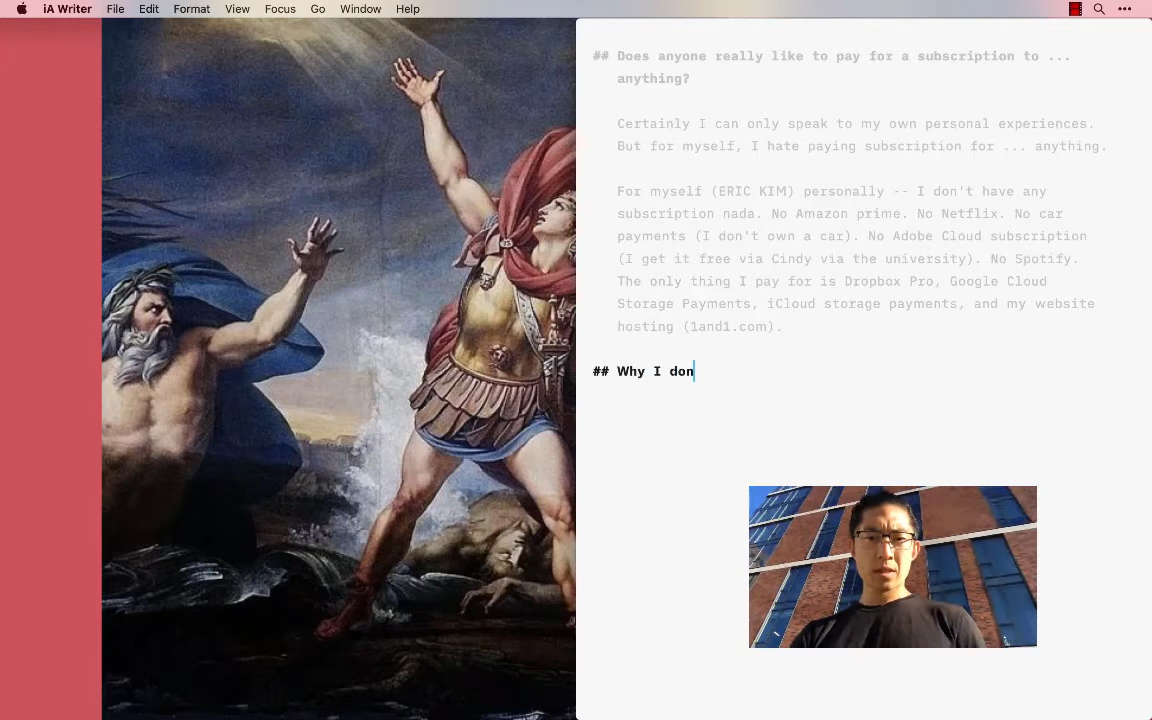 iA Writer File Edit Format View Focus Go Window Help
## Does anyone really like to pay for a subscription to ...
anything?
Certainly I can only speak to my own personal experiences.
But for myself, I hate paying subscription for ... anything.
For myself (ERIC KIM) personally -- I don't have any
subscription nada. No Amazon prime. No Netflix. No car
payments (I don't own a car). No Adobe Cloud subscription
(I get it free via Cindy via the university). No Spotify.
The only thing I pay for is Dropbox Pro, Google Cloud
Storage Payments, iCloud storage payments, and my website
hosting (1and1.com).
## Why I don